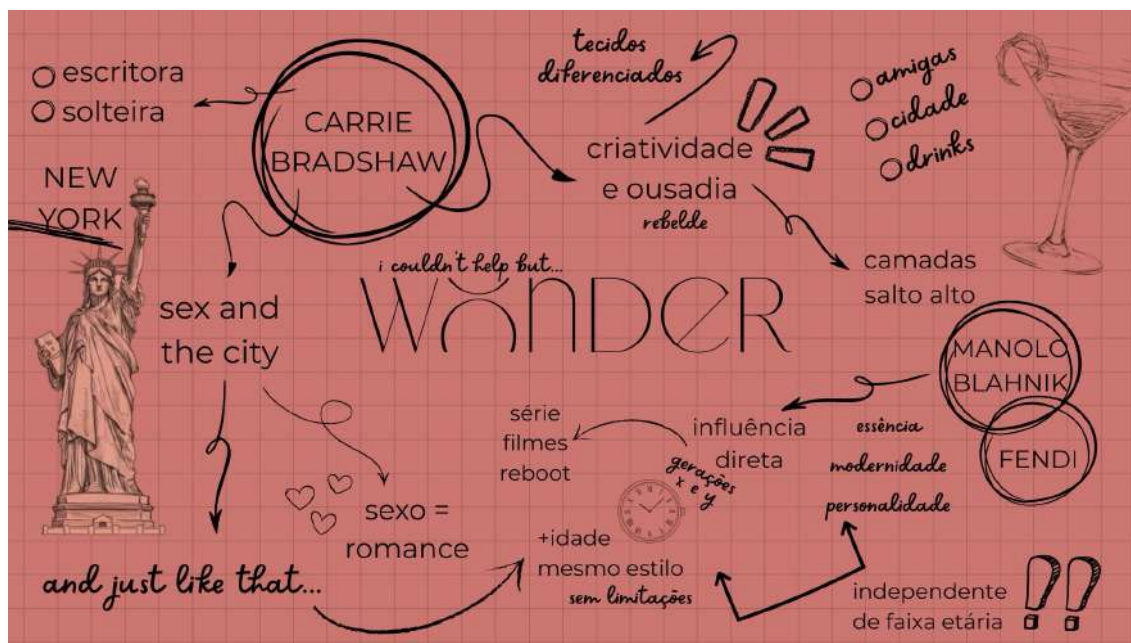 escritora
solteira
CARRIE
BRADSHAW
tecidos
diferenciados
amigas
cidade
drinks
criatividade
e ousadia
rebelde
NEW
YORK
camadas
salto alto
i couldn't help but...
WONDER
sex and
the city
MANOLO
BLAHNIK
FENDI
série
filmes
reboot
influência
direta
gerações
x e y
essência
modernidade
personalidade
sexo =
romance
+idade
mesmo estilo
sem limitações
and just like that...
independente
de faixa etária
!!